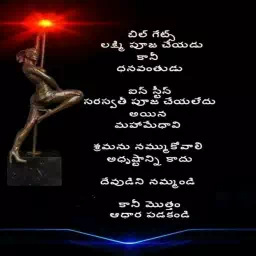 బిల్ గేట్స్
లక్ష్మి పూజ చేయడు
కానీ
ధనవంతుడు
ఐన్ స్టీన్
సరస్వతీ పూజ చేయలేదు
అయిన
మహామేధావి
శ్రమను నమ్ముకోవాలి
అదృష్టాన్ని కాదు
దేవుడిని నమ్మండి
కానీ మొత్తం
ఆధార పడకండి